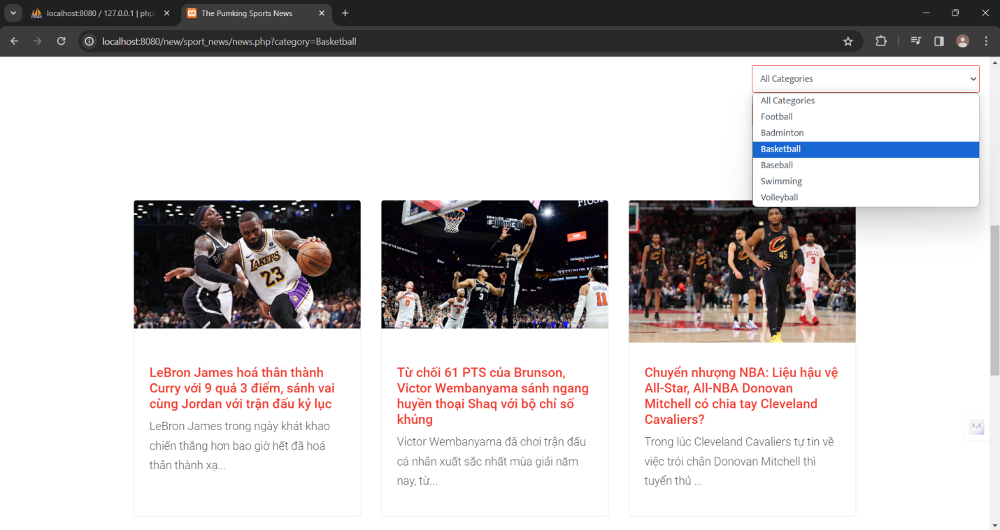 localhost:8080 / 127.0.0.1 | php
The Pumking Sports News
localhost:8080/new/sport_news/news.php?category=Basketball
All Categories
All Categories
Football
Badminton
Basketball
Baseball
Swimming
Volleyball
LAKERS
23
3
0
3
BRUNSON
11
C
45
BULLS
3
LeBron James hoá thân thành
Curry với 9 quả 3 điểm, sánh vai
cùng Jordan với trận đấu kỷ lục
LeBron James trong ngày khát khao
chiến thắng hơn bao giờ hết đã hoá
thân thành xạ...
Từ chối 61 PTS của Brunson,
Victor Wembanyama sánh ngang
huyền thoại Shaq với bộ chỉ số
khủng
Victor Wembanyama đã chơi trận đấu
cá nhân xuất sắc nhất mùa giải năm
nay, từ...
Chuyển nhượng NBA: Liệu hậu vệ
All-Star, All-NBA Donovan
Mitchell có chia tay Cleveland
Cavaliers?
Trong lúc Cleveland Cavaliers tự tin về
việc trói chân Donovan Mitchell thì
tuyển thủ ...